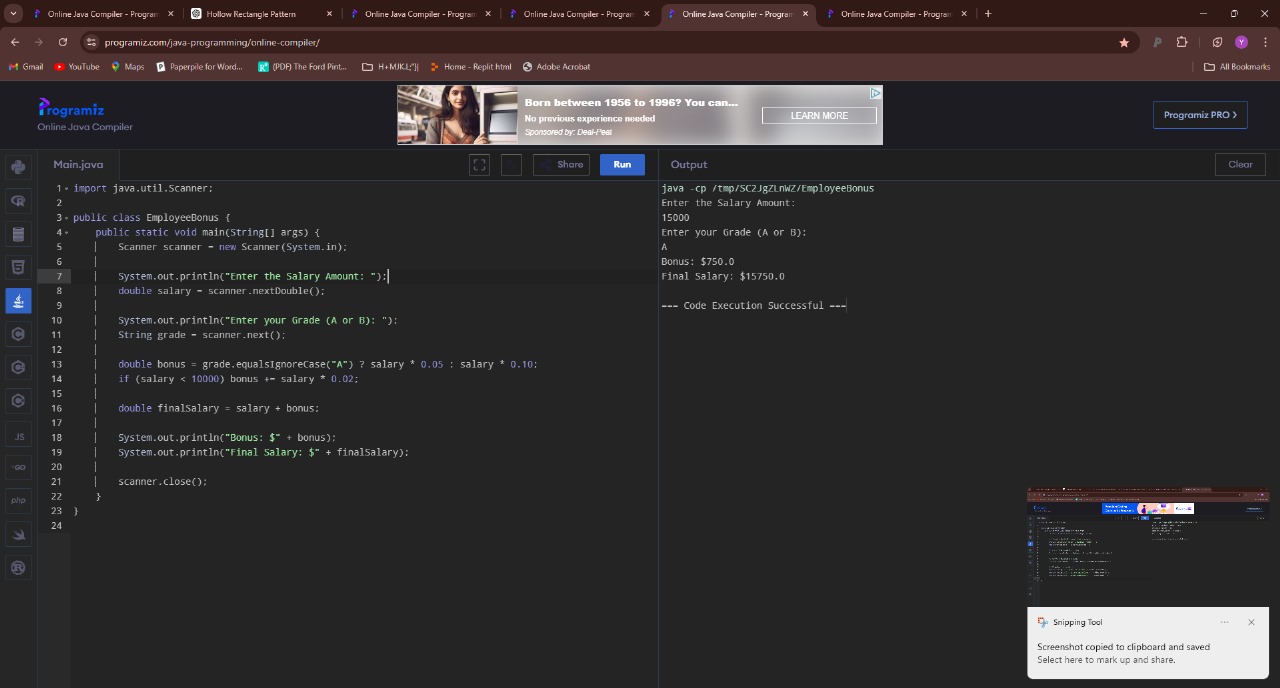 Online Java Compiler - Program
Hollow Rectangle Pattern
Online Java Compiler - Program
Online Java Compiler - Program
Online Java Compiler - Program
Online Java Compiler - Program
programiz.com/java-programming/online-compiler/
Gmail
YouTube
Maps
Paperpile for Word...
(PDF) The Ford Pint...
H+MJKL;'}|
Home - Replit html
Adobe Acrobat
All Bookmarks
Programiz
Online Java Compiler
Born between 1956 to 1996? You can...
No previous experience needed
Sponsored by: Deal-Peat
LEARN MORE
Programiz PRO >
Main.java
Share
Run
Output
Clear
1 import java.util.Scanner;
2
3 public class EmployeeBonus {
4 public static void main(String[] args) {
5 Scanner scanner = new Scanner(System.in);
6
7 System.out.println("Enter the Salary Amount: ");
8 double salary = scanner.nextDouble();
9
10 System.out.println("Enter your Grade (A or B): ");
11 String grade = scanner.next();
12
13 double bonus = grade.equalsIgnoreCase("A") ? salary * 0.05 : salary * 0.10;
14 if (salary < 10000) bonus += salary * 0.02;
15
16 double finalSalary = salary + bonus;
17
18 System.out.println("Bonus: $" + bonus);
19 System.out.println("Final Salary: $" + finalSalary);
20
21 scanner.close();
22 }
23 }
24
java -cp /tmp/SC2JgZLnWZ/EmployeeBonus
Enter the Salary Amount:
15000
Enter your Grade (A or B):
A
Bonus: $750.0
Final Salary: $15750.0
=== Code Execution Successful ===
JS
GO
php
Snipping Tool
Screenshot copied to clipboard and saved
Select here to mark up and share.